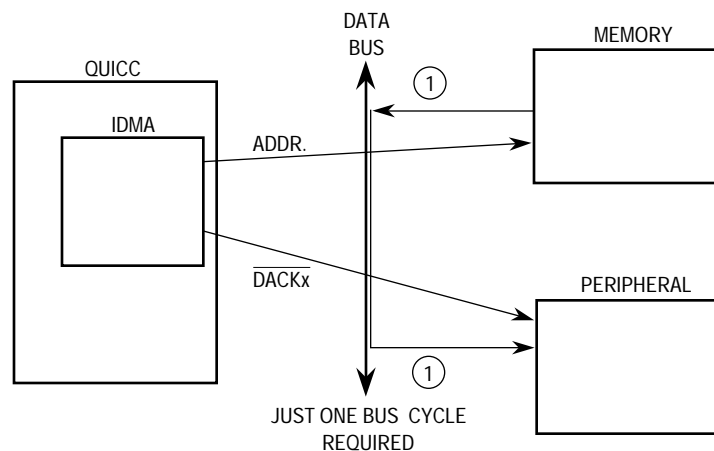 DATA
BUS
MEMORY
QUICC
1
IDMA
ADDR.
DACKx
PERIPHERAL
1
JUST ONE BUS CYCLE
REQUIRED